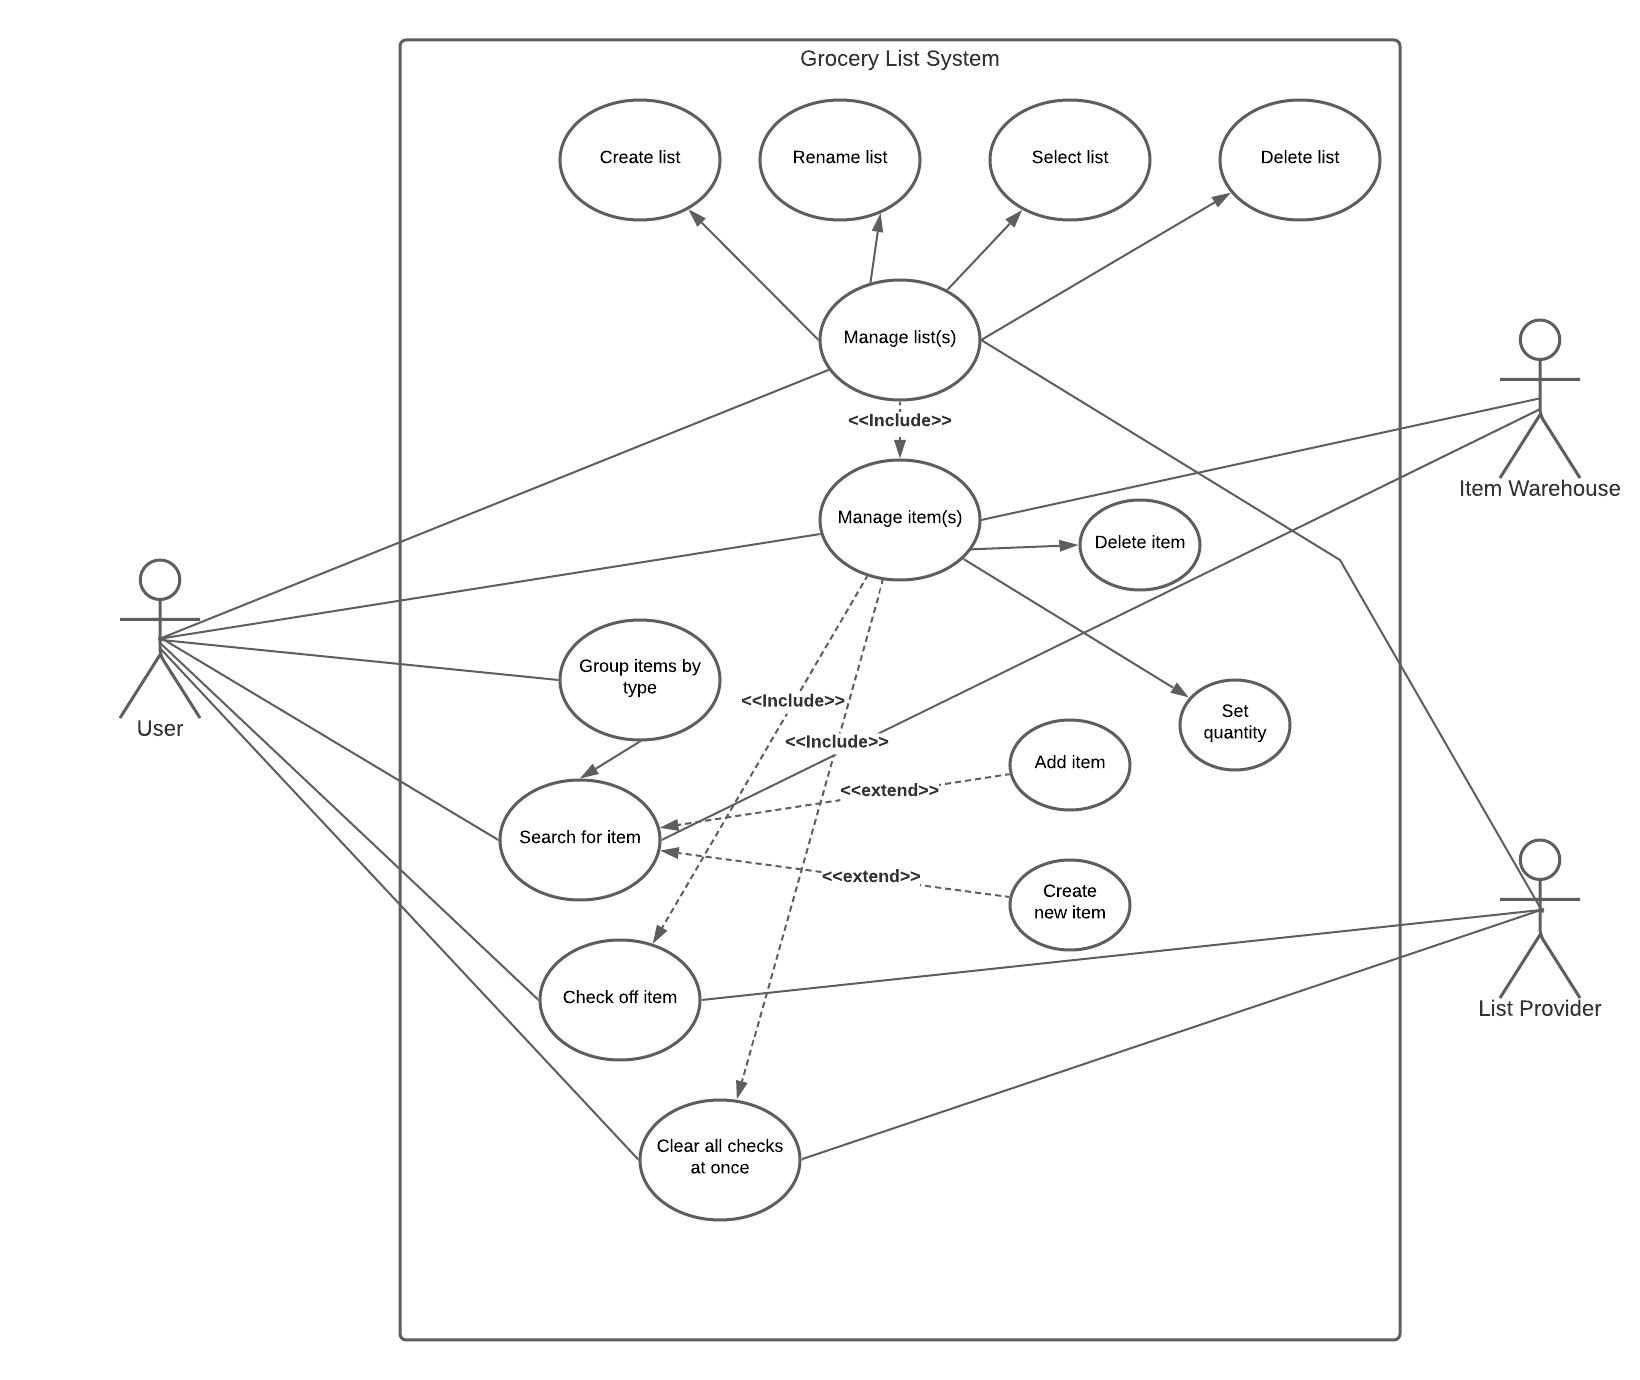 Grocery List System
Create list
Rename list
Select list
Delete list
Manage list(s)
<<Include>>
Manage item(s)
Delete item
Item Warehouse
Group items by
type
User
<<Include>>
<<Include>>
Set
quantity
Add item
<<extend>>
Search for item
<<extend>>
Create
new item
Check off item
List Provider
Clear all checks
at once